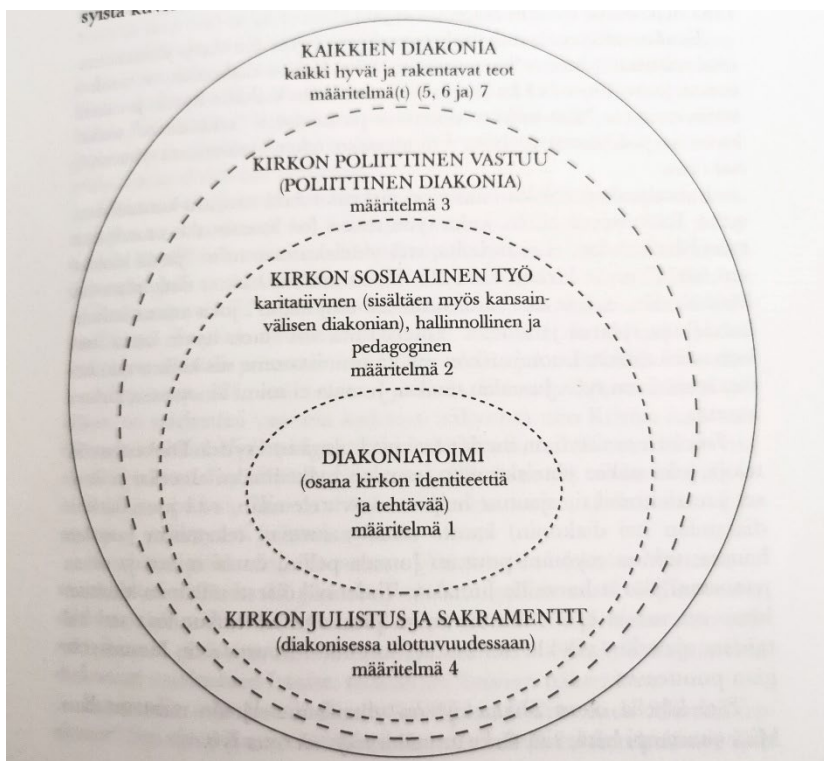 KAIKKIEN DIAKONIA
kaikki hyvät ja rakentavat teot
määritelmä(t) (5, 6 ja) 7
KIRKON POLIITTINEN VASTUU
(POLIITTINEN DIAKONIA)
määritelmä 3
KIRKON SOSIAALINEN TYÖ
karitatiivinen (sisältäen myös kansain-
välisen diakonian), hallinnollinen ja
pedagoginen
määritelmä 2
DIAKONIATOIMI
(osana kirkon identiteettiä
ja tehtävää)
määritelmä 1
KIRKON JULISTUS JA SAKRAMENTIT
(diakonisessa ulottuvuudessaan)
määritelmä 4